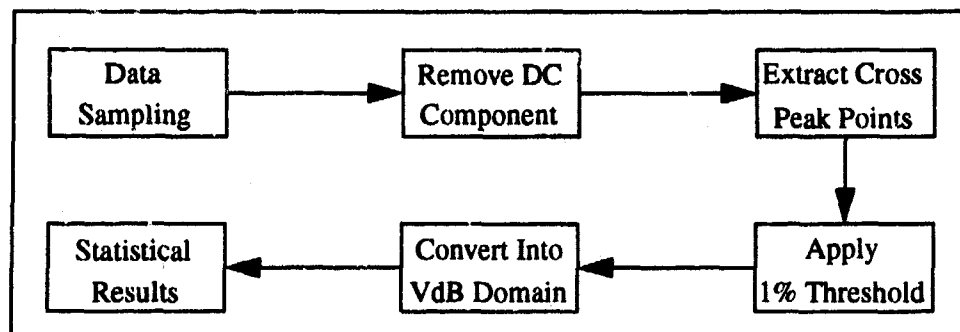 Data
Sampling
Remove DC
Component
Extract Cross
Peak Points
Apply
1% Threshold
Convert Into
VdB Domain
Statistical
Results